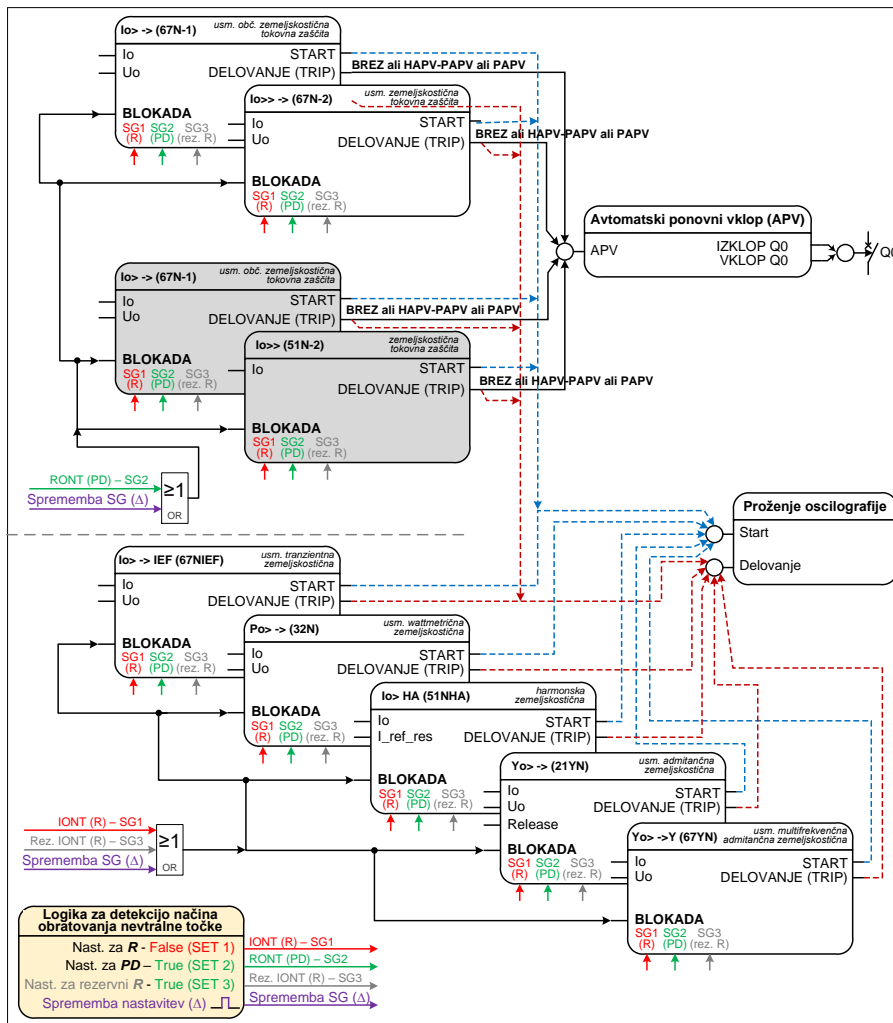 Io> -> (67N-1)
usm. obč. zemeljskostična
tokovna zaščita
Io
Uo
START
DELOVANJE (TRIP)
BLOKADA
SG1 SG2 SG3
(R) (PD) (rez. R)
BREZ ali HAPV-PAPV ali PAPV
Io>> -> (67N-2)
usm. zemeljskostična
tokovna zaščita
Io
Uo
START
DELOVANJE (TRIP)
BLOKADA
SG1 SG2 SG3
(R) (PD) (rez. R)
BREZ ali HAPV-PAPV ali PAPV
Avtomatski ponovni vklop (APV)
APV
IZKLOP Q0
VKLOP Q0
Q0
Io> -> (67N-1)
usm. obč. zemeljskostična
tokovna zaščita
Io
Uo
START
DELOVANJE (TRIP)
BLOKADA
SG1 SG2 SG3
(R) (PD) (rez. R)
BREZ ali HAPV-PAPV ali PAPV
Io>> (51N-2)
zemeljskostična
tokovna zaščita
Io
START
DELOVANJE (TRIP)
BLOKADA
SG1 SG2 SG3
(R) (PD) (rez. R)
BREZ ali HAPV-PAPV ali PAPV
RONT (PD) – SG2
Sprememba SG (Δ)
≥1
OR
Proženje oscilografije
Start
Delovanje
Io> -> IEF (67NIEF)
usm. tranzientna
zemeljskostična
Io
Uo
START
DELOVANJE (TRIP)
BLOKADA
SG1 SG2 SG3
(R) (PD) (rez. R)
Po> -> (32N)
usm. wattmetrična
zemeljskostična
Io
Uo
START
DELOVANJE (TRIP)
BLOKADA
SG1 SG2 SG3
(R) (PD) (rez. R)
Io> HA (51NHA)
harmonska
zemeljskostična
Io
I_ref_res
START
DELOVANJE (TRIP)
BLOKADA
SG1 SG2 SG3
(R) (PD) (rez. R)
Yo> -> (21YN)
usm. admitančna
zemeljskostična
Io
Uo
Release
START
DELOVANJE (TRIP)
BLOKADA
SG1 SG2 SG3
(R) (PD) (rez. R)
Yo> ->Y (67YN)
usm. multifrekvenčna
admitančna zemeljskostična
Io
Uo
START
DELOVANJE (TRIP)
BLOKADA
SG1 SG2 SG3
(R) (PD) (rez. R)
IONT (R) – SG1
Rez. IONT (R) – SG3
Sprememba SG (Δ)
≥1
OR
Logika za detekcijo načina
obratovanja nevtralne točke
Nast. za R - False (SET 1)
Nast. za PD – True (SET 2)
Nast. za rezervni R - True (SET 3)
Sprememba nastavitev (Δ)
IONT (R) – SG1
RONT (PD) – SG2
Rez. IONT (R) – SG3
Sprememba SG (Δ)